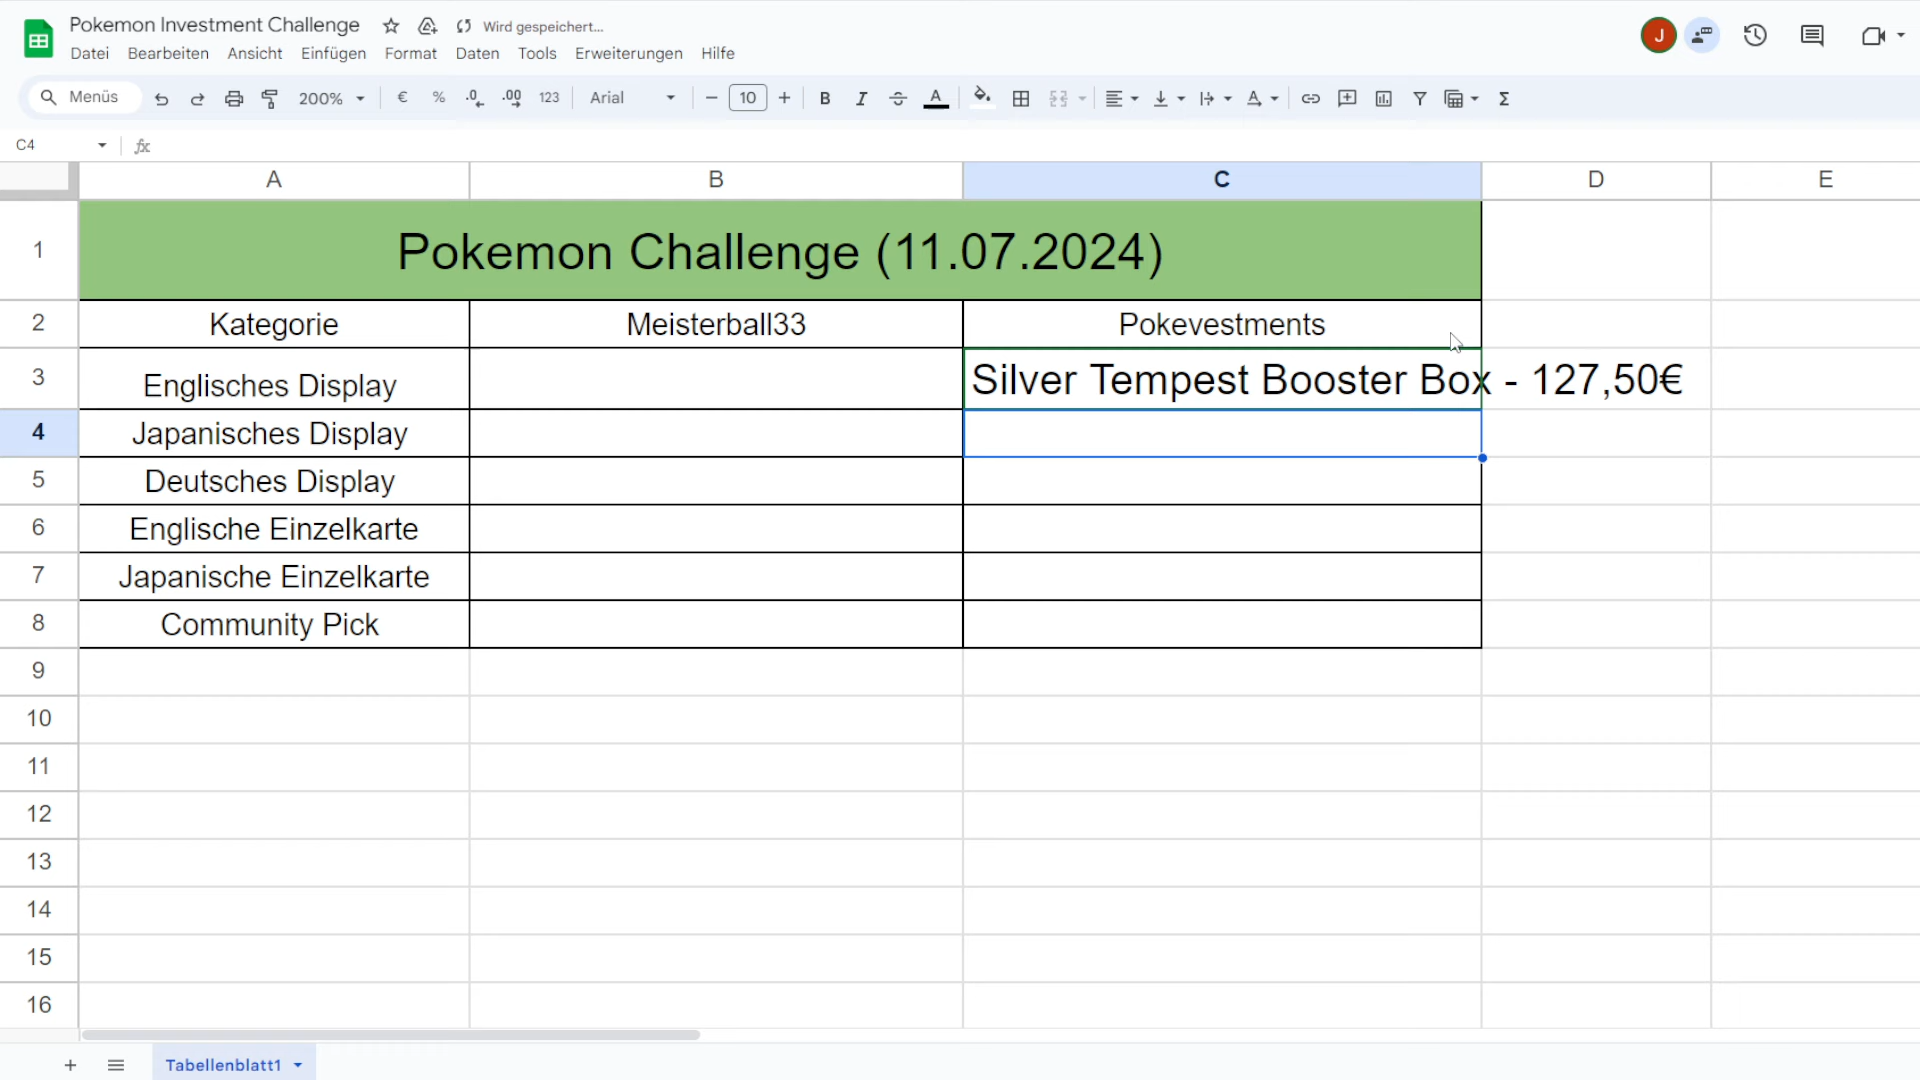 Pokemon Investment Challenge Wird gespeichert...
J
Datei Bearbeiten Ansicht Einfügen Format Daten Tools Erweiterungen Hilfe
Menüs 200% € % .0 .00 123 Arial − 10 + B I A Σ
C4 fx
A B C D E
1 Pokemon Challenge (11.07.2024)
2 Kategorie Meisterball33 Pokevestments
3 Englisches Display Silver Tempest Booster Box - 127,50€
4 Japanisches Display
5 Deutsches Display
6 Englische Einzelkarte
7 Japanische Einzelkarte
8 Community Pick
9
10
11
12
13
14
15
16
+ Tabellenblatt1